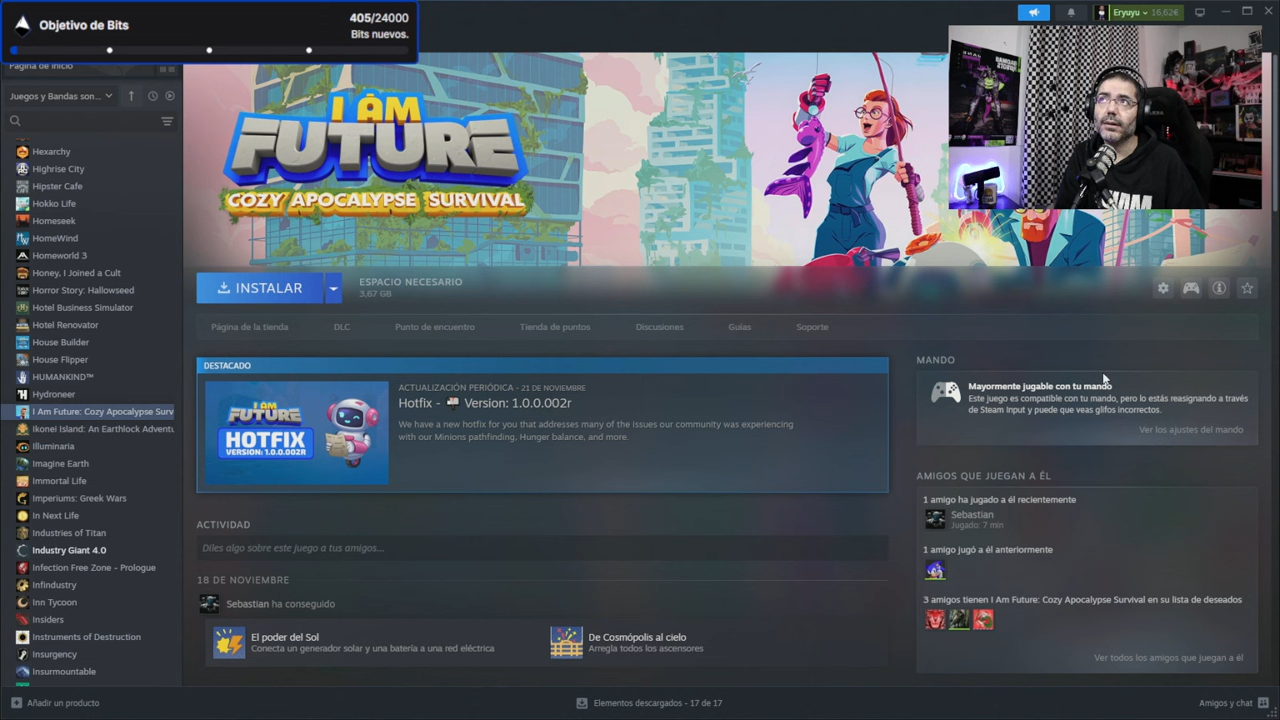 Objetivo de Bits
405/24000
Bits nuevos.
Eryuyu
16,62€
Página de inicio
Juegos y Bandas son...
Hexarchy
Highrise City
Hipster Cafe
Hokko Life
Homeseek
HomeWind
Homeworld 3
Honey, I Joined a Cult
Horror Story: Hallowseed
Hotel Business Simulator
Hotel Renovator
House Builder
House Flipper
HUMANKIND™
Hydroneer
I Am Future: Cozy Apocalypse Surv
Ikonei Island: An Earthlock Adventu
Illuminaria
Imagine Earth
Immortal Life
Imperiums: Greek Wars
In Next Life
Industries of Titan
Industry Giant 4.0
Infection Free Zone - Prologue
Infindustry
Inn Tycoon
Insiders
Instruments of Destruction
Insurgency
Insurmountable
I AM
FUTURE
COZY APOCALYPSE SURVIVAL
INSTALAR
ESPACIO NECESARIO
3,67 GB
Página de la tienda
DLC
Punto de encuentro
Tienda de puntos
Discusiones
Guías
Soporte
DESTACADO
I AM
FUTURE
HOTFIX
VERSION: 1.0.0.002R
ACTUALIZACIÓN PERIÓDICA - 21 DE NOVIEMBRE
Hotfix - Version: 1.0.0.002r
We have a new hotfix for you that addresses many of the issues our community was experiencing
with our Minions pathfinding, Hunger balance, and more.
ACTIVIDAD
Diles algo sobre este juego a tus amigos...
18 DE NOVIEMBRE
Sebastian ha conseguido
El poder del Sol
Conecta un generador solar y una batería a una red eléctrica
De Cosmópolis al cielo
Arregla todos los ascensores
MANDO
Mayormente jugable con tu mando
Este juego es compatible con tu mando, pero lo estás reasignando a través
de Steam Input y puede que veas glifos incorrectos.
Ver los ajustes del mando
AMIGOS QUE JUEGAN A ÉL
1 amigo ha jugado a él recientemente
Sebastian
Jugado: 7 min
1 amigo jugó a él anteriormente
3 amigos tienen I Am Future: Cozy Apocalypse Survival en su lista de deseados
Ver todos los amigos que juegan a él
Añadir un producto
Elementos descargados - 17 de 17
Amigos y chat